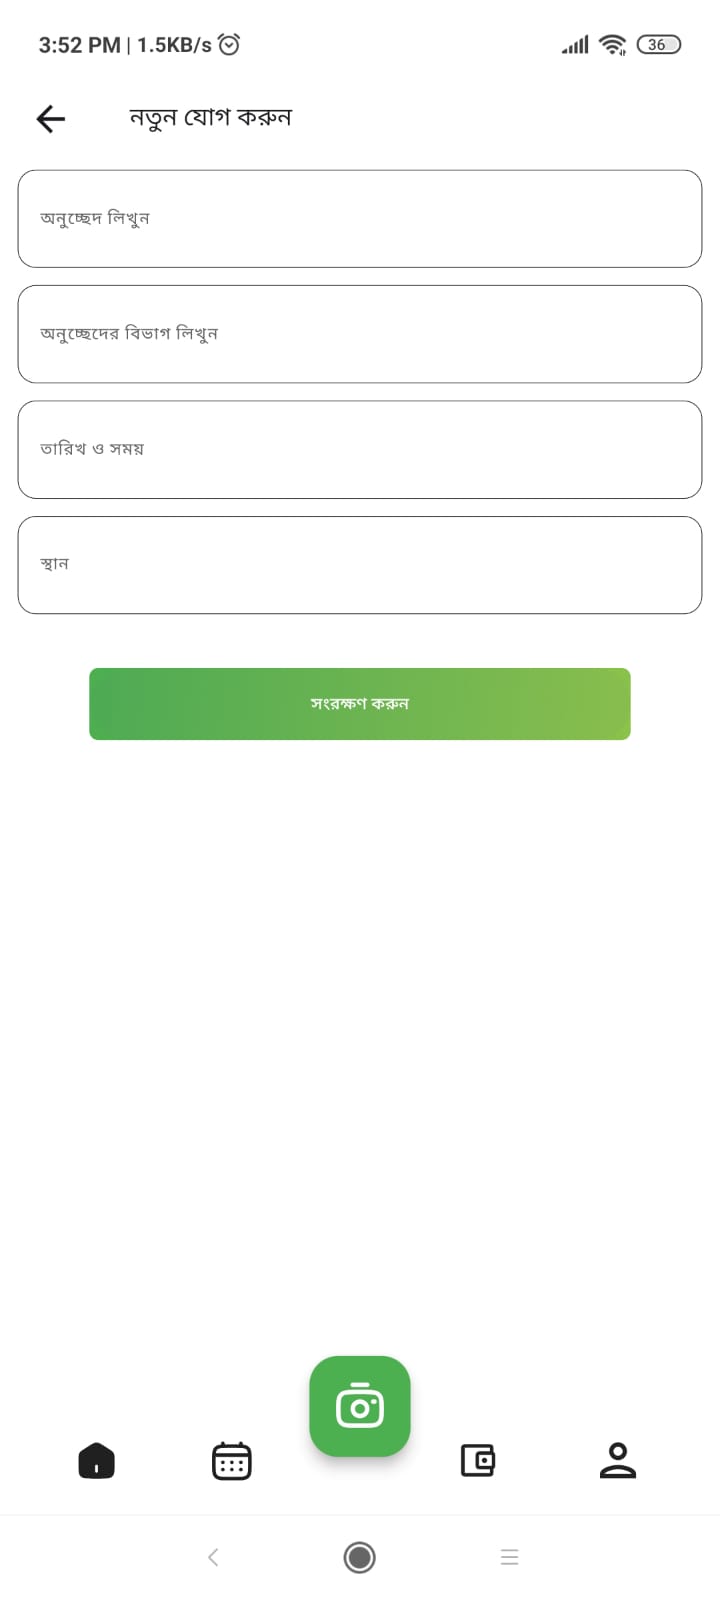 3:52 PM | 1.5KB/s
36
নতুন যোগ করুন
অনুচ্ছেদ লিখুন
অনুচ্ছেদের বিভাগ লিখুন
তারিখ ও সময়
স্থান
সংরক্ষণ করুন